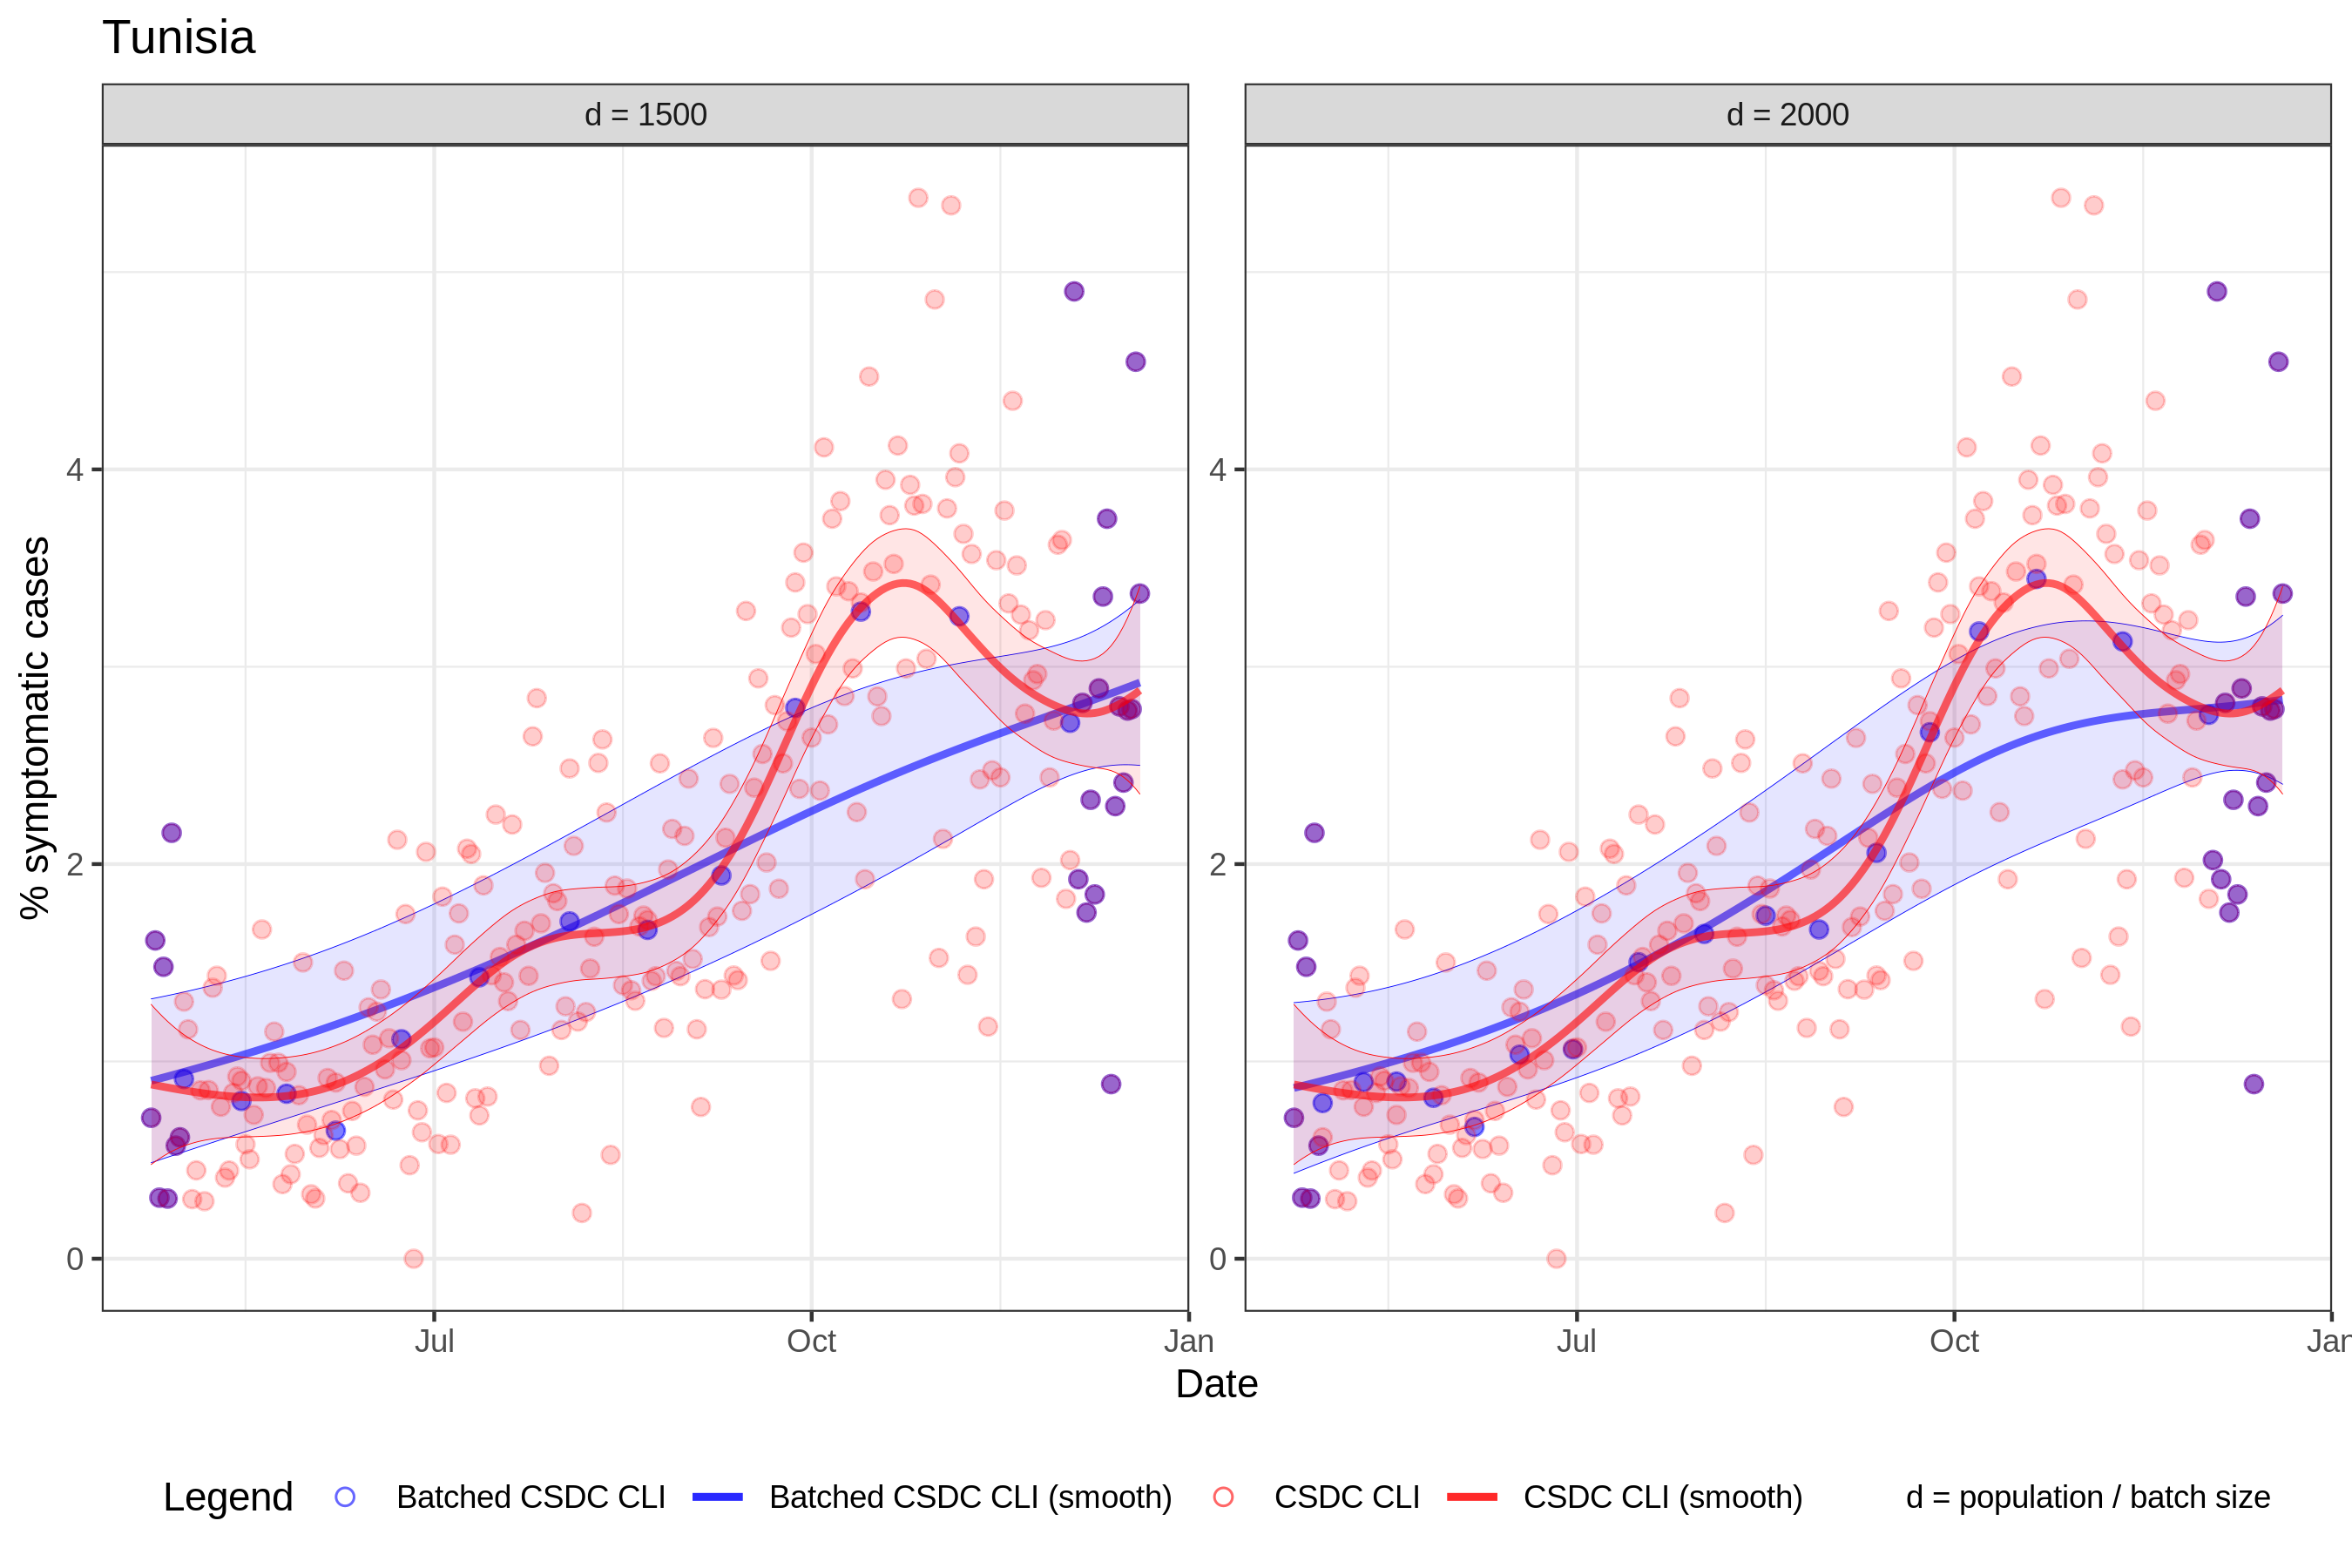 Tunisia
d = 1500
d = 2000
% symptomatic cases
4
2
0
4
2
0
Jul
Oct
Jan
Jul
Oct
Jan
Date
Legend
Batched CSDC CLI
Batched CSDC CLI (smooth)
CSDC CLI
CSDC CLI (smooth)
d = population / batch size